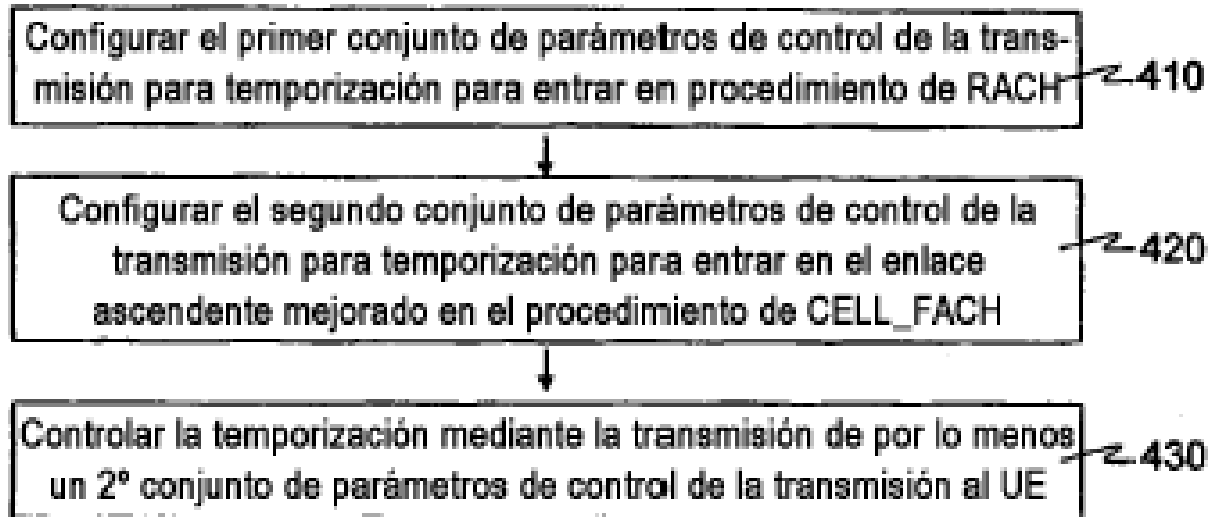 Configurar el primer conjunto de parámetros de control de la trans-
misión para temporización para entrar en procedimiento de RACH
410
Configurar el segundo conjunto de parámetros de control de la
transmisión para temporización para entrar en el enlace
ascendente mejorado en el procedimiento de CELL_FACH
420
Controlar la temporización mediante la transmisión de por lo menos
un 2º conjunto de parámetros de control de la transmisión al UE
430